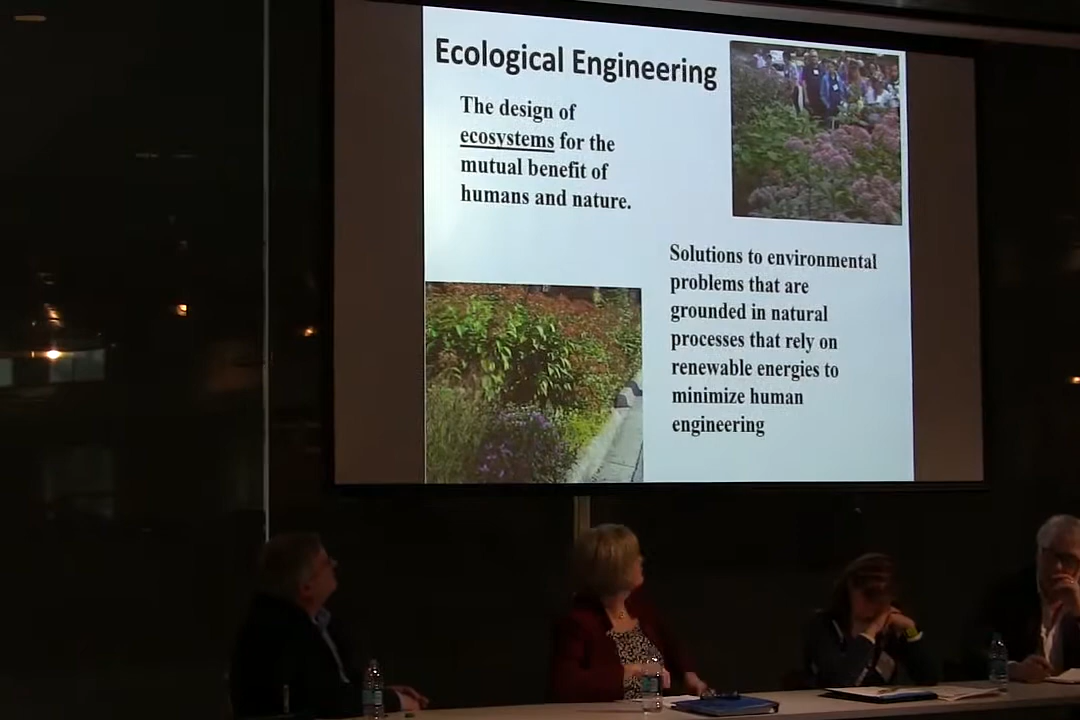 Ecological Engineering
The design of
ecosystems for the
mutual benefit of
humans and nature.
Solutions to environmental
problems that are
grounded in natural
processes that rely on
renewable energies to
minimize human
engineering